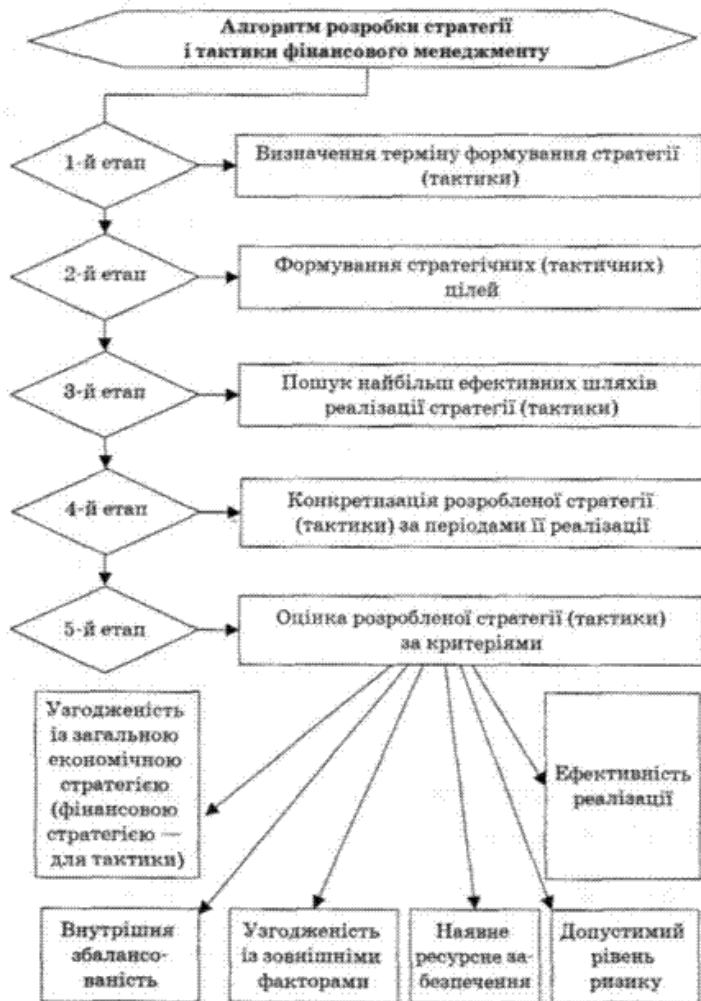 Алгоритм розробки стратегії
і тактики фінансового менеджменту
1-й етап
Визначення терміну формування стратегії
(тактики)
2-й етап
Формування стратегічних (тактичних)
цілей
3-й етап
Пошук найбільш ефективних шляхів
реалізації стратегії (тактики)
4-й етап
Конкретизація розробленої стратегії
(тактики) за періодами її реалізації
5-й етап
Оцінка розробленої стратегії (тактики)
за критеріями
Узгодженість
із загальною
економічною
стратегією
(фінансовою
стратегією —
для тактики)
Ефективність
реалізації
Внутрішня
збалансо-
ваність
Узгодженість
із зовнішніми
факторами
Наявне
ресурсне за-
безпечення
Допустимий
рівень
ризику